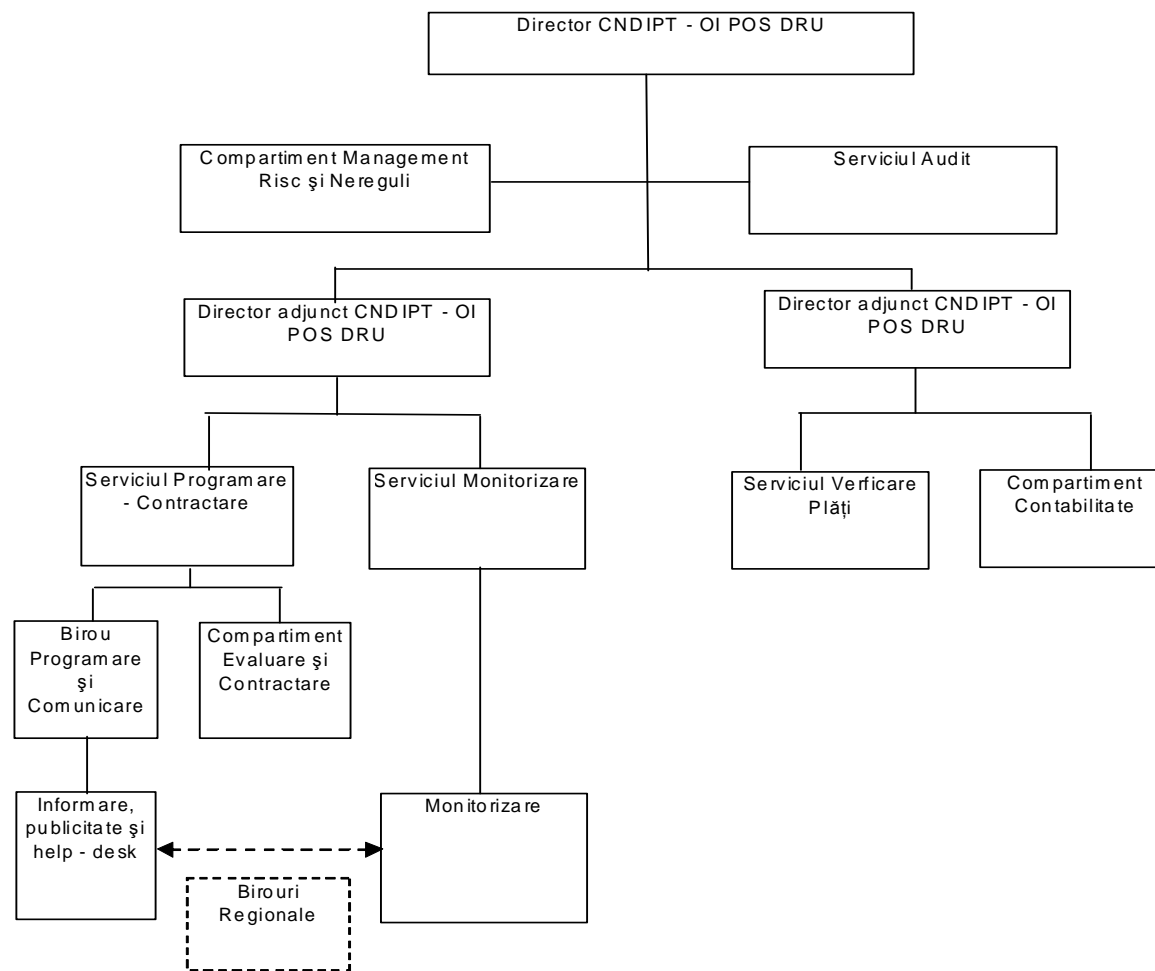 Director CNDIPT - OI POS DRU
Compartiment Management
Risc şi Nereguli
Serviciul Audit
Director adjunct CNDIPT - OI
POS DRU
Director adjunct CNDIPT - OI
POS DRU
Serviciul Programare
- Contractare
Serviciul Monitorizare
Serviciul Verficare
Plăți
Compartiment
Contabilitate
Birou
Programare
şi
Comunicare
Compartiment
Evaluare şi
Contractare
Informare,
publicitate şi
help - desk
Monitorizare
Birouri
Regionale